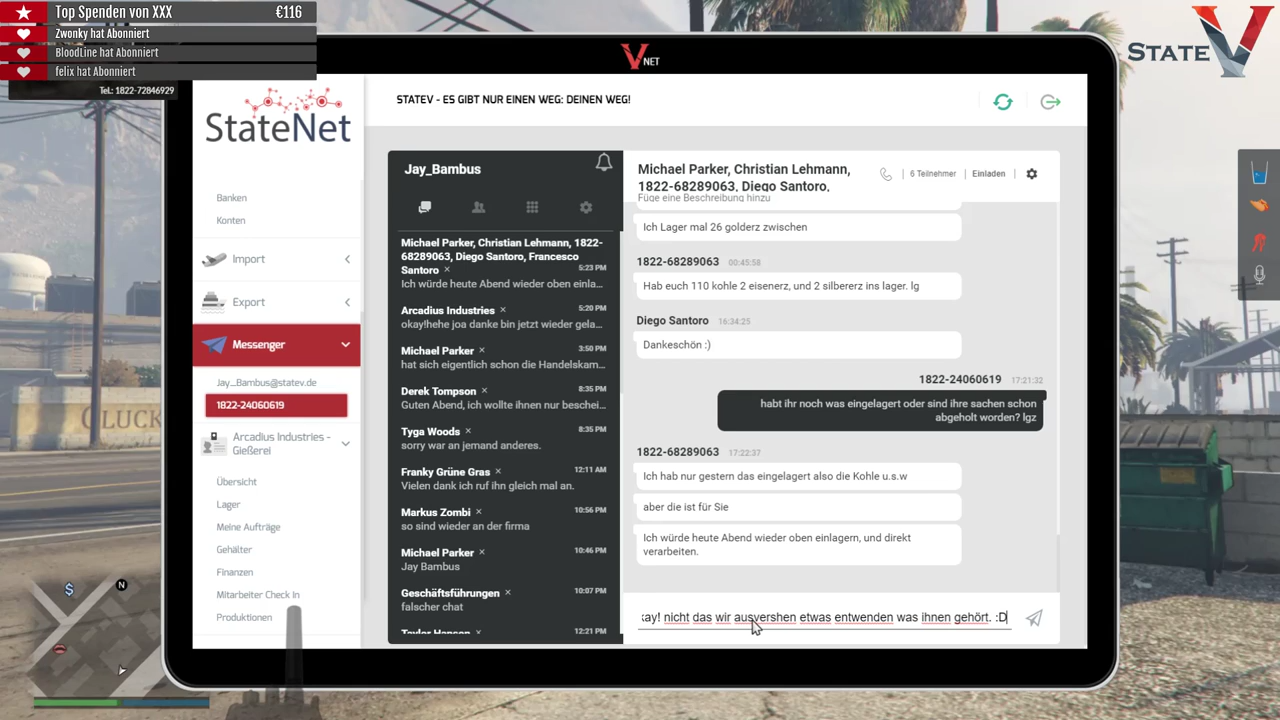 Top Spenden von XXX €116
Zwonky hat Abonniert
BloodLine hat Abonniert
felix hat Abonniert
Tel.: 1822-72846929
V NET
STATE V
StateNet
STATEV - ES GIBT NUR EINEN WEG: DEINEN WEG!
Banken
Konten
Import
Export
Messenger
Jay_Bambus@statev.de
1822-24060619
Arcadius Industries -
Gießerei
Übersicht
Lager
Meine Aufträge
Gehälter
Finanzen
Mitarbeiter Check In
Produktionen
Jay_Bambus
Michael Parker, Christian Lehmann, 1822-
68289063, Diego Santoro, Francesco
Santoro × 5:23 PM
Ich würde heute Abend wieder oben einla...
Arcadius Industries × 5:20 PM
okay!hehe joa danke bin jetzt wieder gela...
Michael Parker × 3:50 PM
hat sich eigentlich schon die Handelskam...
Derek Tompson × 8:35 PM
Guten Abend, ich wollte ihnen nur beschei...
Tyga Woods × 8:35 PM
sorry war an jemand anderes.
Franky Grüne Gras × 12:11 AM
Vielen dank ich ruf ihn gleich mal an.
Markus Zombi × 10:56 PM
so sind wieder an der firma
Michael Parker × 10:46 PM
Jay Bambus
Geschäftsführungen × 10:07 PM
falscher chat
Taylor Hansen × 12:21 PM
Michael Parker, Christian Lehmann,
1822-68289063, Diego Santoro,
Füge eine Beschreibung hinzu
6 Teilnehmer
Einladen
Ich Lager mal 26 golderz zwischen
1822-68289063 00:45:58
Hab euch 110 kohle 2 eisenerz, und 2 silbererz ins lager. lg
Diego Santoro 16:34:25
Dankeschön :)
1822-24060619 17:21:32
habt ihr noch was eingelagert oder sind ihre sachen schon
abgeholt worden? lgz
1822-68289063 17:22:37
Ich hab nur gestern das eingelagert also die Kohle u.s.w
aber die ist für Sie
Ich würde heute Abend wieder oben einlagern, und direkt
verarbeiten.
kay! nicht das wir ausvershen etwas entwenden was ihnen gehört. :D
N